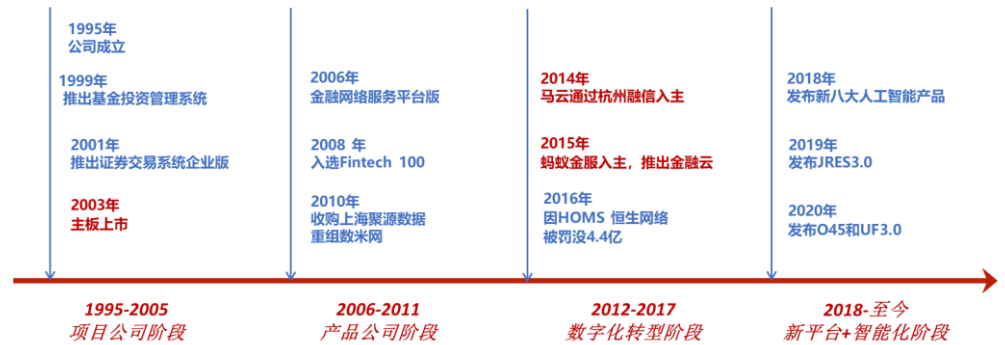 1995年
公司成立
1999年
推出基金投资管理系统
2001年
推出证券交易系统企业版
2003年
主板上市
2006年
金融网络服务平台版
2008 年
入选Fintech 100
2010年
收购上海聚源数据
重组数米网
2014年
马云通过杭州融信入主
2015年
蚂蚁金服入主，推出金融云
2016年
因HOMS 恒生网络
被罚没4.4亿
2018年
发布新八大人工智能产品
2019年
发布JRES3.0
2020年
发布O45和UF3.0
1995-2005
项目公司阶段
2006-2011
产品公司阶段
2012-2017
数字化转型阶段
2018-至今
新平台+智能化阶段